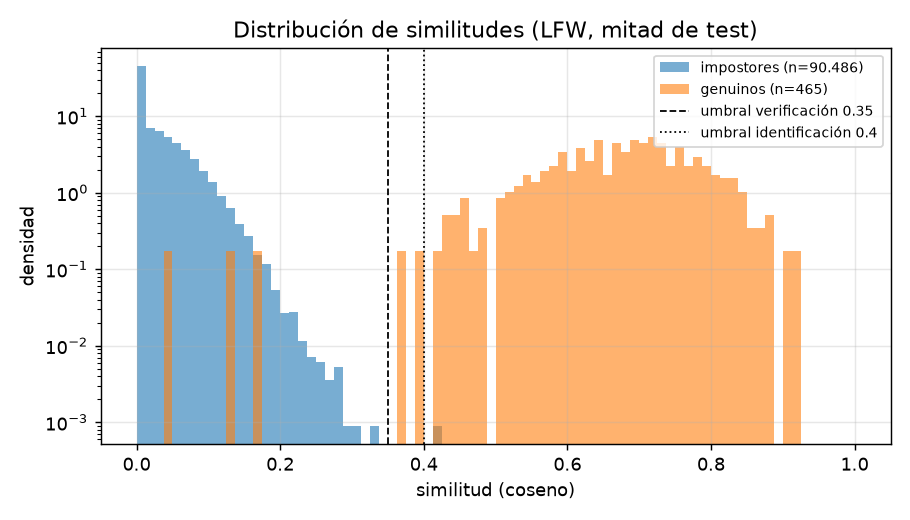 Distribución de similitudes (LFW, mitad de test)
impostores (n=90.486)
genuinos (n=465)
umbral verificación 0.35
umbral identificación 0.4
densidad
10¹
10⁰
10⁻¹
10⁻²
10⁻³
0.0 0.2 0.4 0.6 0.8 1.0
similitud (coseno)